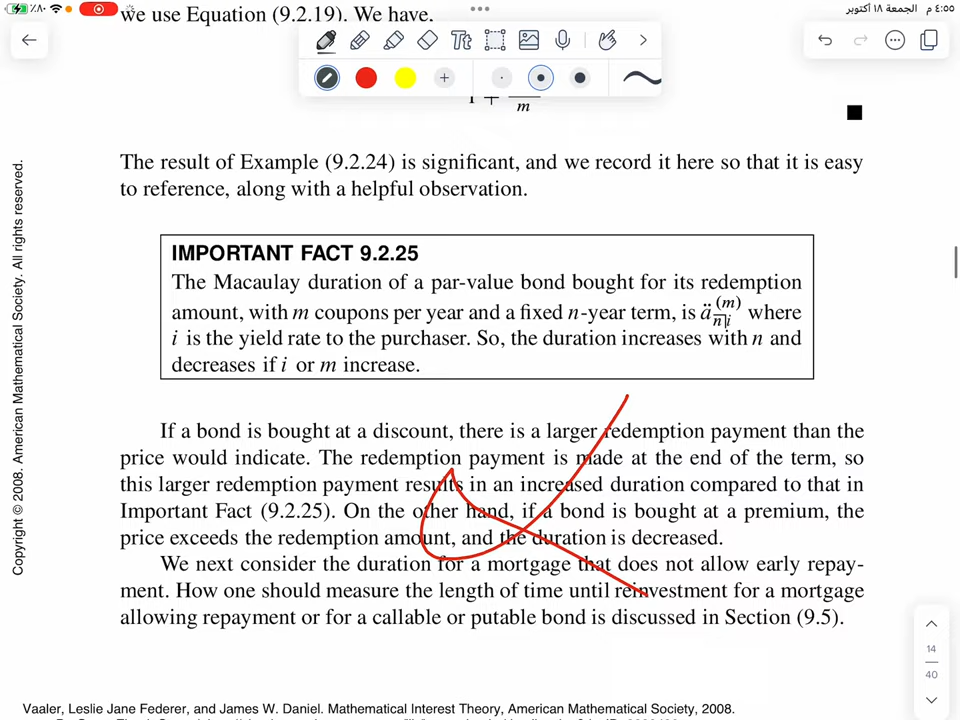 ٤:٥٥ م الجمعة ١٨ أكتوبر
٪٨٠
we use Equation (9.2.19). We have,
Tt
1 + m
The result of Example (9.2.24) is significant, and we record it here so that it is easy
to reference, along with a helpful observation.
IMPORTANT FACT 9.2.25
The Macaulay duration of a par-value bond bought for its redemption
amount, with m coupons per year and a fixed n-year term, is ä(m) n|i where
i is the yield rate to the purchaser. So, the duration increases with n and
decreases if i or m increase.
If a bond is bought at a discount, there is a larger redemption payment than the
price would indicate. The redemption payment is made at the end of the term, so
this larger redemption payment results in an increased duration compared to that in
Important Fact (9.2.25). On the other hand, if a bond is bought at a premium, the
price exceeds the redemption amount, and the duration is decreased.
We next consider the duration for a mortgage that does not allow early repay-
ment. How one should measure the length of time until reinvestment for a mortgage
allowing repayment or for a callable or putable bond is discussed in Section (9.5).
Copyright © 2008. American Mathematical Society. All rights reserved.
14
40
Vaaler, Leslie Jane Federer, and James W. Daniel. Mathematical Interest Theory, American Mathematical Society, 2008.